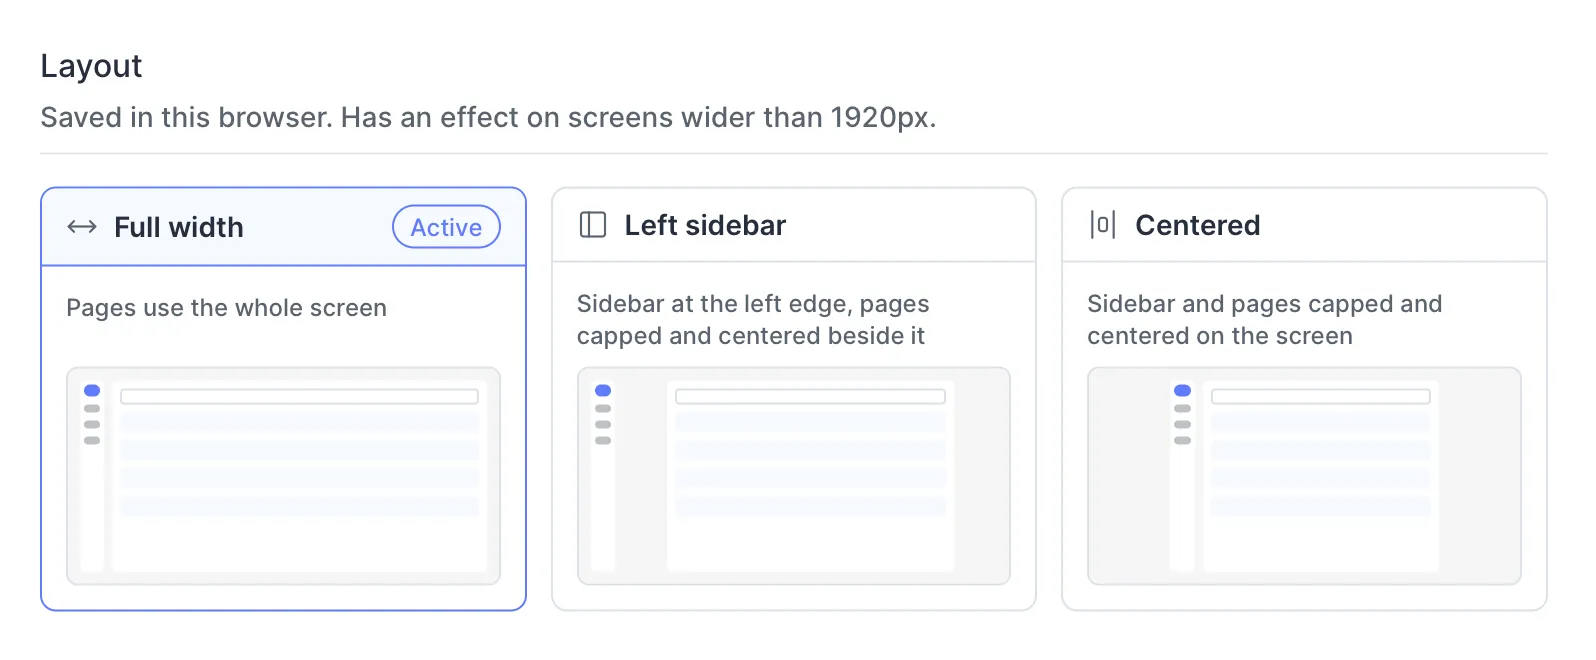 Layout
Saved in this browser. Has an effect on screens wider than 1920px.
Full width
Active
Pages use the whole screen
Left sidebar
Sidebar at the left edge, pages
capped and centered beside it
Centered
Sidebar and pages capped and
centered on the screen